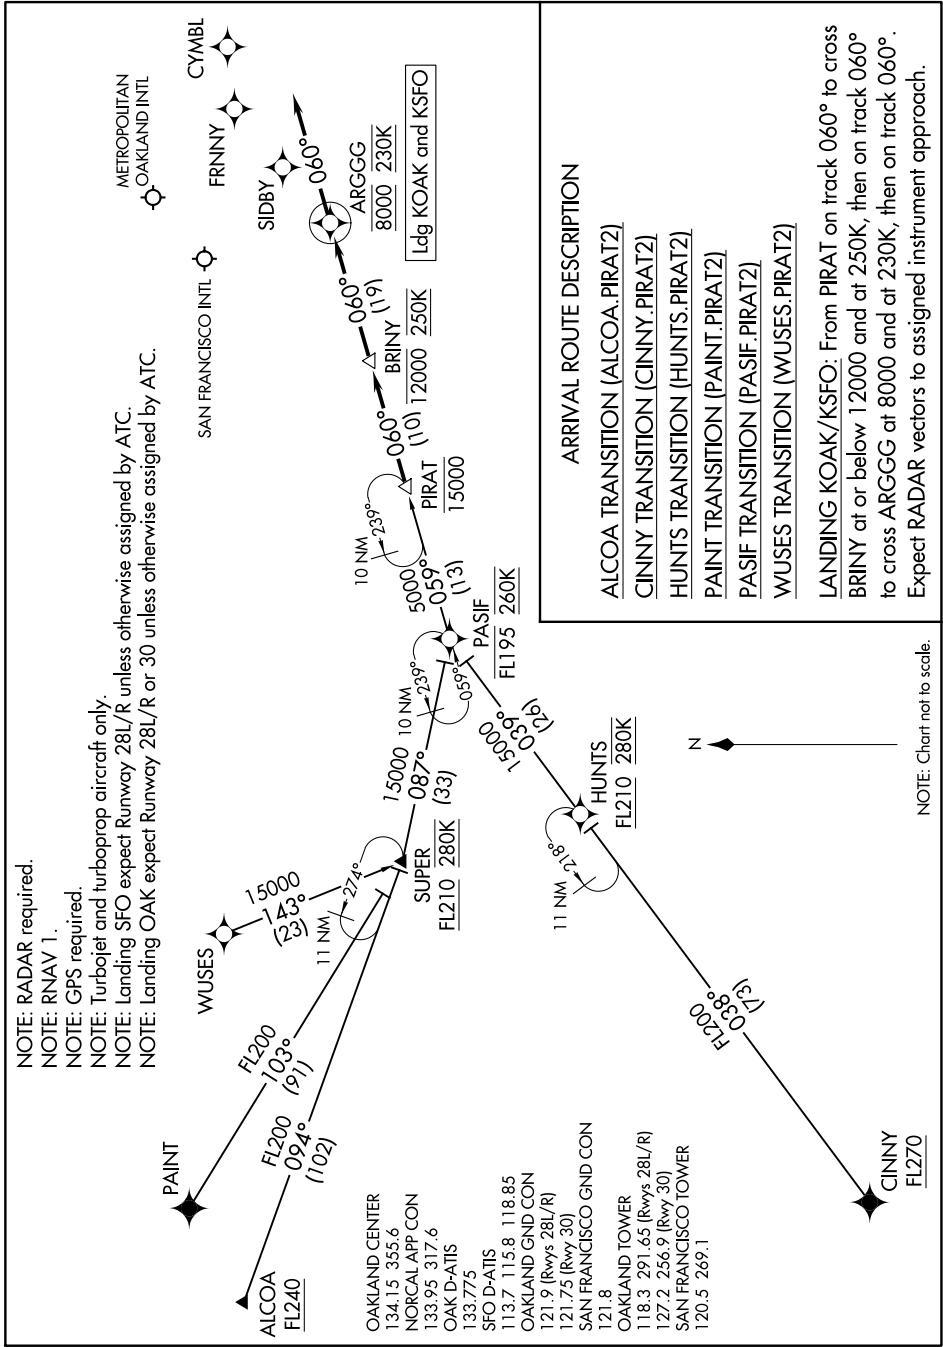 NOTE: RADAR required.
NOTE: RNAV 1.
NOTE: GPS required.
NOTE: Turbojet and turboprop aircraft only.
NOTE: Landing SFO expect Runway 28L/R unless otherwise assigned by ATC.
NOTE: Landing OAK expect Runway 28L/R or 30 unless otherwise assigned by ATC.
METROPOLITAN
OAKLAND INTL
SAN FRANCISCO INTL
CYMBL
FRNNY
SIDBY
060°
ARGGG
8000 230K
Ldg KOAK and KSFO
060°
(19)
BRINY
12000 250K
060°
(10)
PIRAT
15000
10 NM
239°
5000
059°
(13)
PASIF
FL195 260K
10 NM
239°
059°
15000
087°
(33)
SUPER
FL210 280K
11 NM
274°
WUSES
15000
143°
(23)
PAINT
FL200
103°
(91)
ALCOA
FL240
FL200
094°
(102)
15000
039°
(26)
HUNTS
FL210 280K
11 NM
218°
FL200
038°
(73)
CINNY
FL270
OAKLAND CENTER
134.15 355.6
NORCAL APP CON
133.95 317.6
OAK D-ATIS
133.775
SFO D-ATIS
113.7 115.8 118.85
OAKLAND GND CON
121.9 (Rwys 28L/R)
121.75 (Rwy 30)
SAN FRANCISCO GND CON
121.8
OAKLAND TOWER
118.3 291.65 (Rwys 28L/R)
127.2 256.9 (Rwy 30)
SAN FRANCISCO TOWER
120.5 269.1
N
NOTE: Chart not to scale.
ARRIVAL ROUTE DESCRIPTION
ALCOA TRANSITION (ALCOA.PIRAT2)
CINNY TRANSITION (CINNY.PIRAT2)
HUNTS TRANSITION (HUNTS.PIRAT2)
PAINT TRANSITION (PAINT.PIRAT2)
PASIF TRANSITION (PASIF.PIRAT2)
WUSES TRANSITION (WUSES.PIRAT2)
LANDING KOAK/KSFO: From PIRAT on track 060° to cross
BRINY at or below 12000 and at 250K, then on track 060°
to cross ARGGG at 8000 and at 230K, then on track 060°.
Expect RADAR vectors to assigned instrument approach.